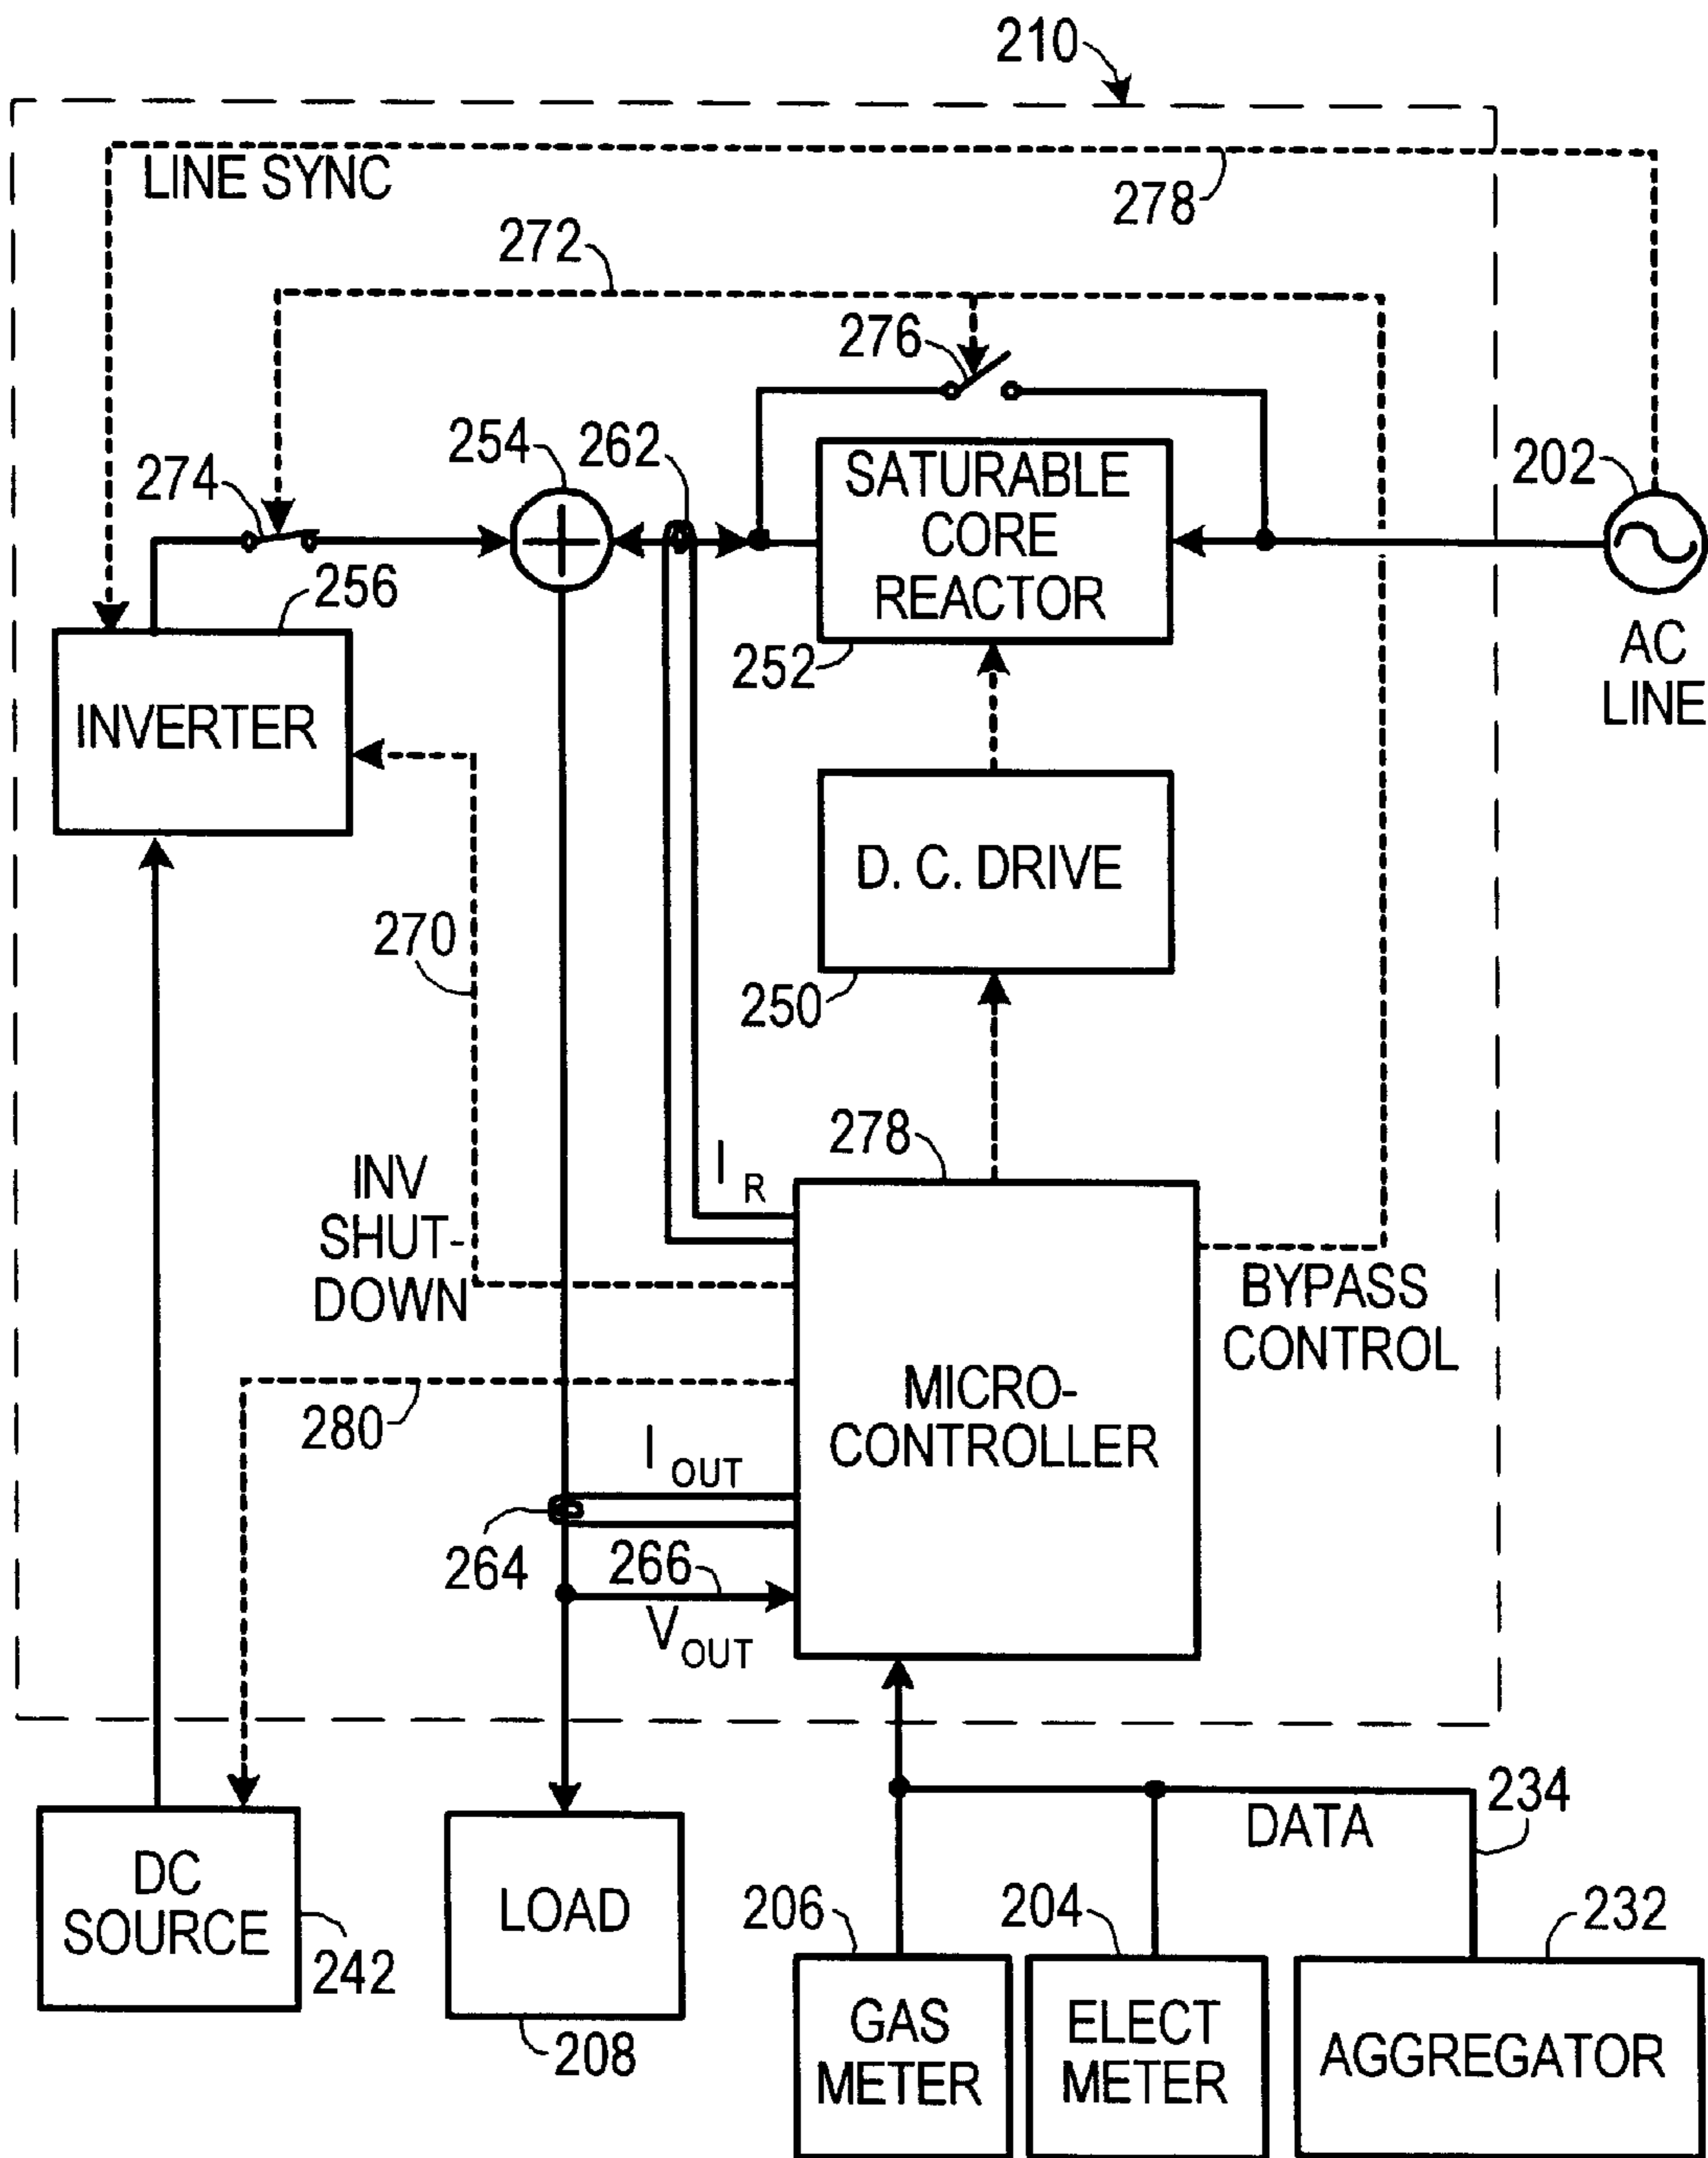 210
LINE SYNC
278
272
276
254
262
202
274
SATURABLE
CORE
REACTOR
256
252
AC
LINE
INVERTER
D. C. DRIVE
270
250
278
I R
INV
SHUT-
DOWN
BYPASS
CONTROL
MICRO-
CONTROLLER
280
I OUT
264
266
V OUT
234
DATA
DC
SOURCE
LOAD
206
204
232
242
208
GAS
METER
ELECT
METER
AGGREGATOR